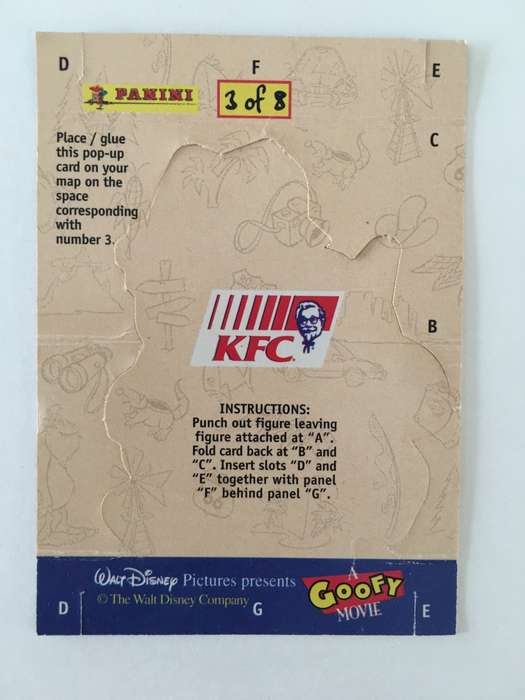 D
F
E
PANINI
3 of 8
Place / glue
this pop-up
card on your
map on the
space
corresponding
with
number 3.
C
B
KFC
INSTRUCTIONS:
Punch out figure leaving
figure attached at "A".
Fold card back at "B" and
"C". Insert slots "D" and
"E" together with panel
"F" behind panel "G".
WALT DISNEY Pictures presents
© The Walt Disney Company
A
GOOFY
MOVIE
D
G
E